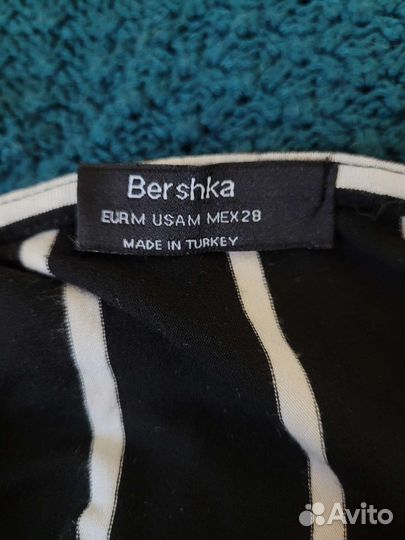 Bershka
EUR M USA M MEX 28
MADE IN TURKEY
Avito